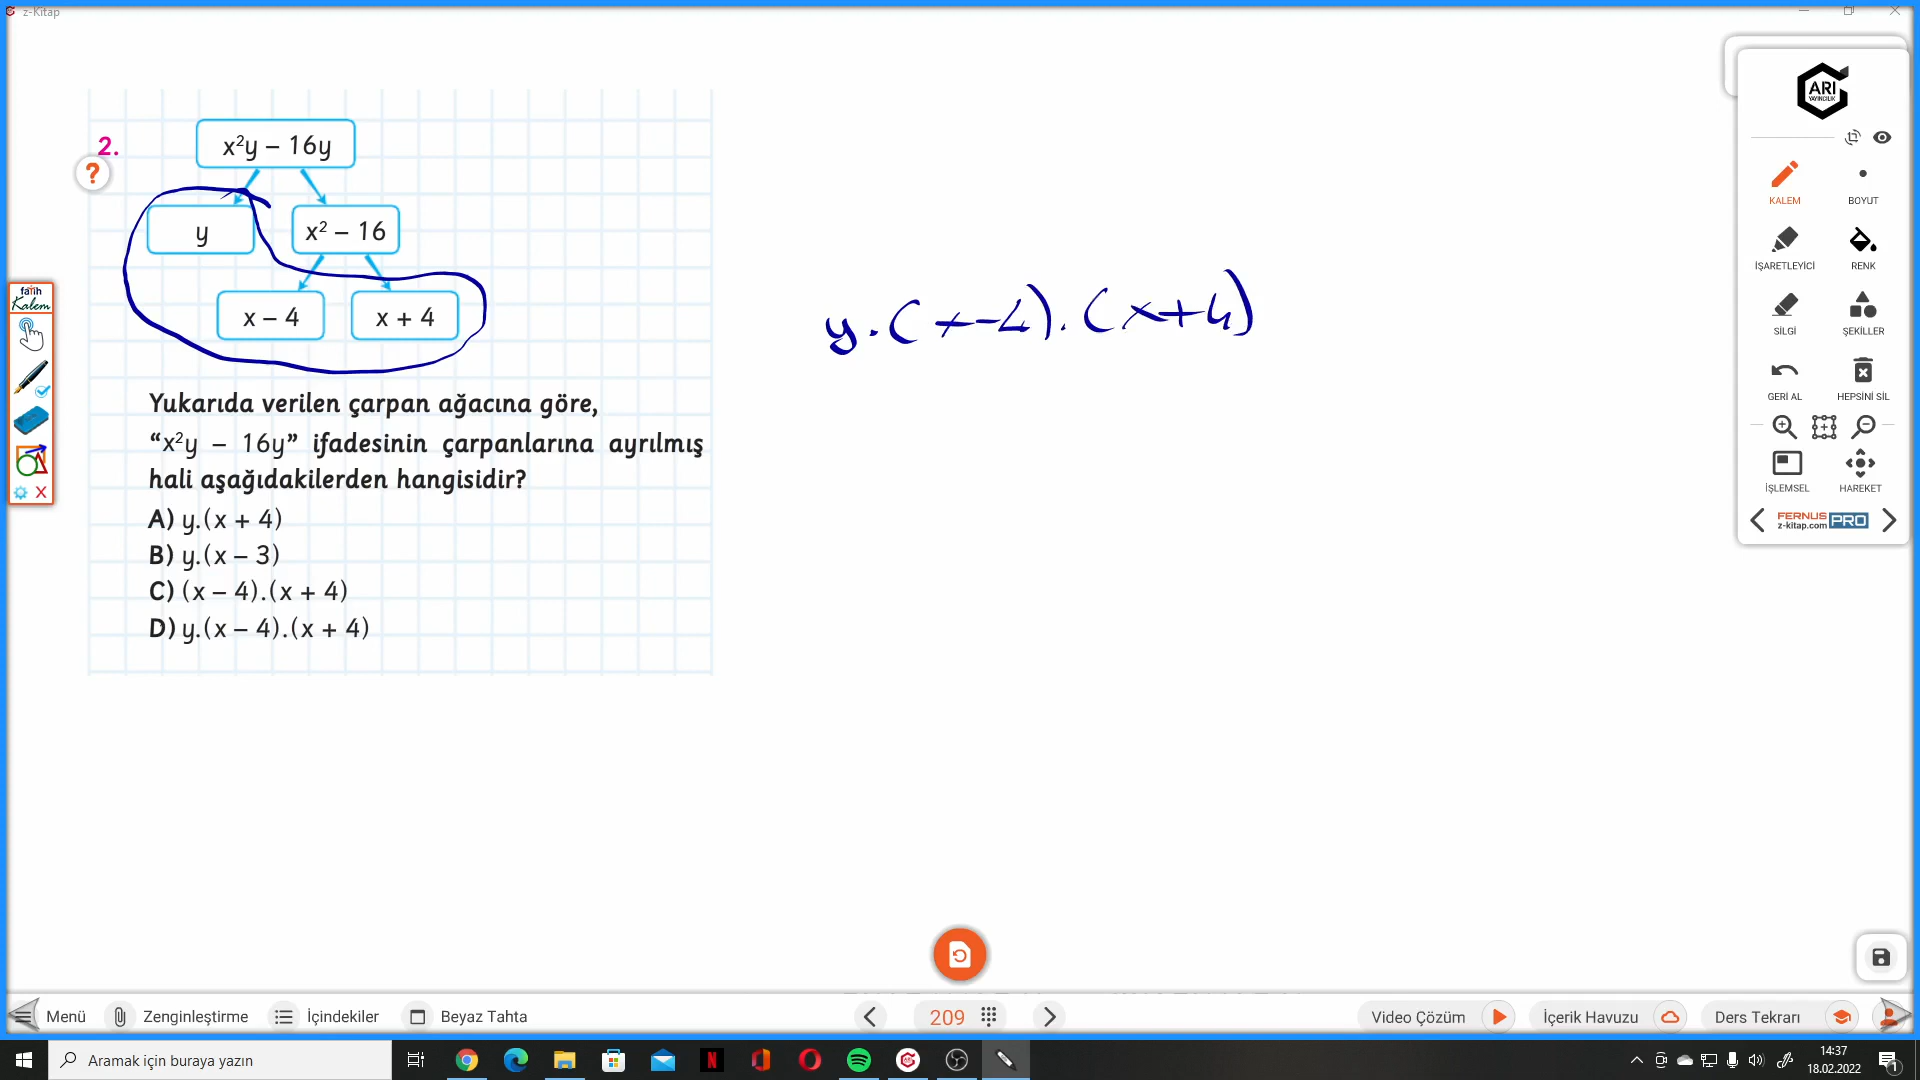 z-Kitap
2.
?
x²y – 16y
y
x² – 16
x – 4
x + 4
Yukarıda verilen çarpan ağacına göre,
“x²y – 16y” ifadesinin çarpanlarına ayrılmış
hali aşağıdakilerden hangisidir?
A) y.(x + 4)
B) y.(x – 3)
C) (x – 4).(x + 4)
D) y.(x – 4).(x + 4)
y.(x-4).(x+4)
fatih
Kalem
X
ARI
YAYINCILIK
KALEM
BOYUT
İŞARETLEYİCİ
RENK
SİLGİ
ŞEKİLLER
GERİ AL
HEPSİNİ SİL
İŞLEMSEL
HAREKET
FERNUS
z-kitap.com PRO
Menü
Zenginleştirme
İçindekiler
Beyaz Tahta
209
Video Çözüm
İçerik Havuzu
Ders Tekrarı
Aramak için buraya yazın
14:37
18.02.2022
1